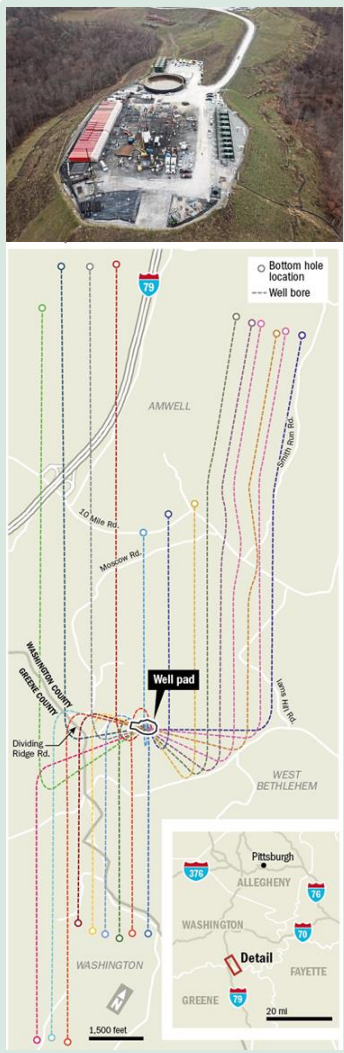 Bottom hole
location
Well bore
79
AMWELL
Smith Run Rd.
10 Mile Rd.
Moscow Rd.
WASHINGTON COUNTY
GREENE COUNTY
Well pad
Iams Hill Rd.
Dividing
Ridge Rd.
WEST
BETHLEHEM
WASHINGTON
N
1,500 feet
Pittsburgh
376
ALLEGHENY
76
WASHINGTON
70
Detail
FAYETTE
GREENE
79
20 mi